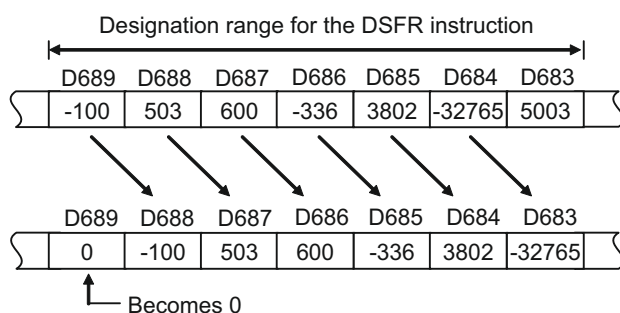 Designation range for the DSFR instruction
D689 D688 D687 D686 D685 D684 D683
-100 503 600 -336 3802 -32765 5003
D689 D688 D687 D686 D685 D684 D683
0 -100 503 600 -336 3802 -32765
Becomes 0